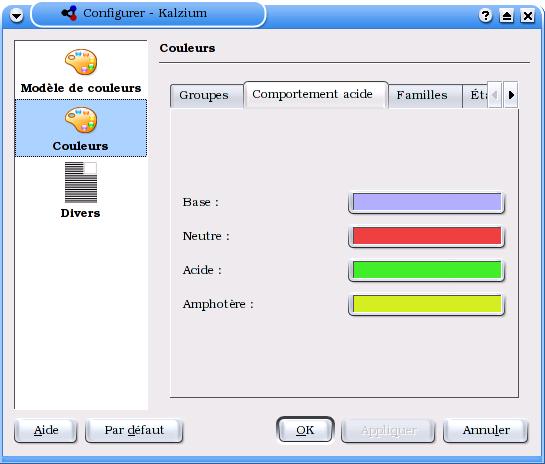 Configurer - Kalzium
Modèle de couleurs
Couleurs
Divers
Couleurs
Groupes Comportement acide Familles
Base :
Neutre :
Acide :
Amphotère :
Aide Par défaut OK Appliquer Annuler